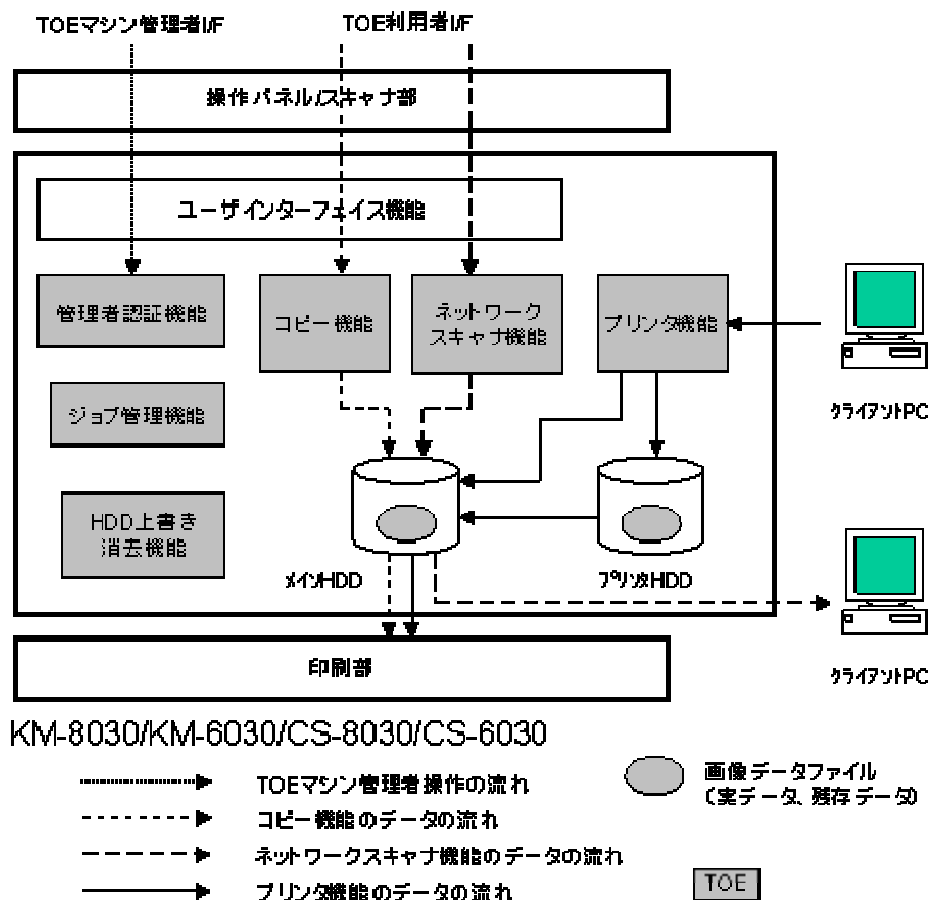 TOEマシン管理者I/F
TOE利用者I/F
操作パネル/スキャナ部
ユーザインターフェイス機能
管理者認証機能
コピー機能
ネットワーク
スキャナ機能
プリンタ機能
クライアントPC
ジョブ管理機能
HDD上書き
消去機能
メインHDD
プリンタHDD
クライアントPC
印刷部
KM-8030/KM-6030/CS-8030/CS-6030
TOEマシン管理者操作の流れ
コピー機能のデータの流れ
ネットワークスキャナ機能のデータの流れ
プリンタ機能のデータの流れ
画像データファイル
(実データ、残存データ)
TOE